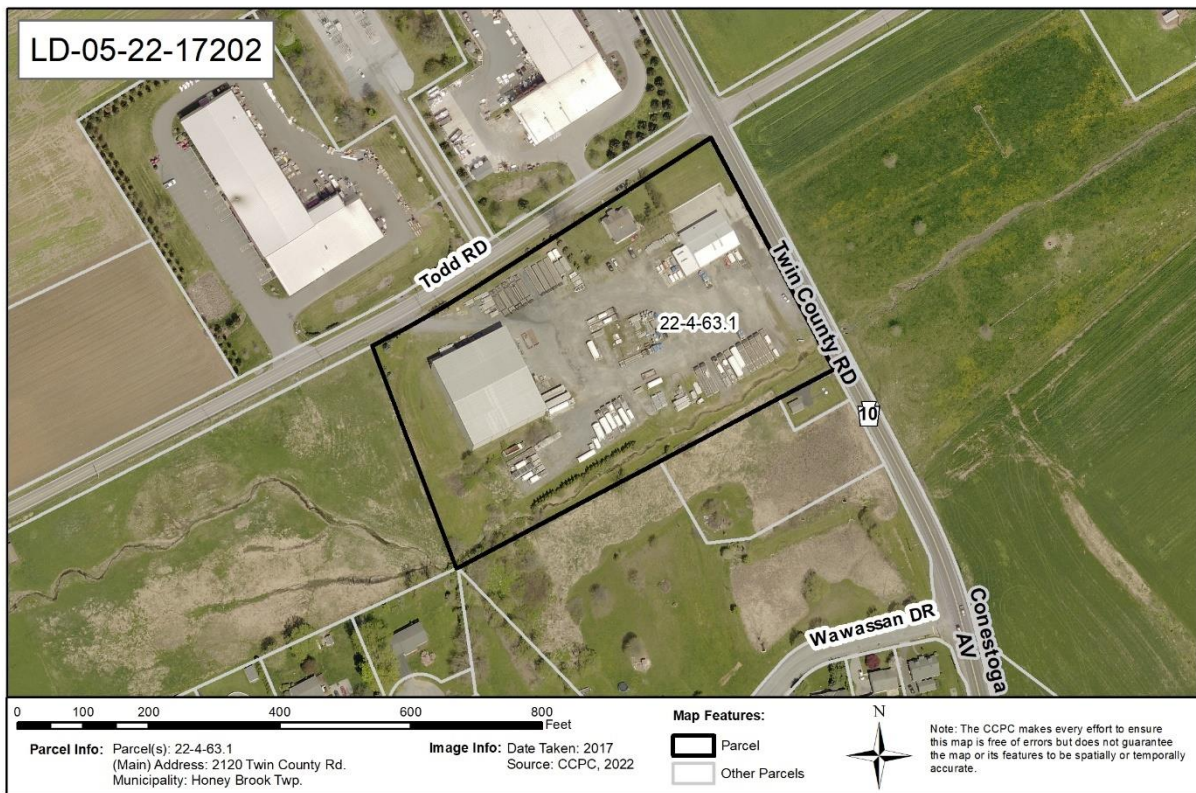 LD-05-22-17202
Todd RD
Twin County RD
22-4-63.1
10
Wawassan DR
Conestoga
AV
0 100 200 400 600 800
Feet
Parcel Info: Parcel(s): 22-4-63.1
(Main) Address: 2120 Twin County Rd.
Municipality: Honey Brook Twp.
Image Info: Date Taken: 2017
Source: CCPC, 2022
Map Features:
Parcel
Other Parcels
N
Note: The CCPC makes every effort to ensure
this map is free of errors but does not guarantee
the map or its features to be spatially or temporally
accurate.